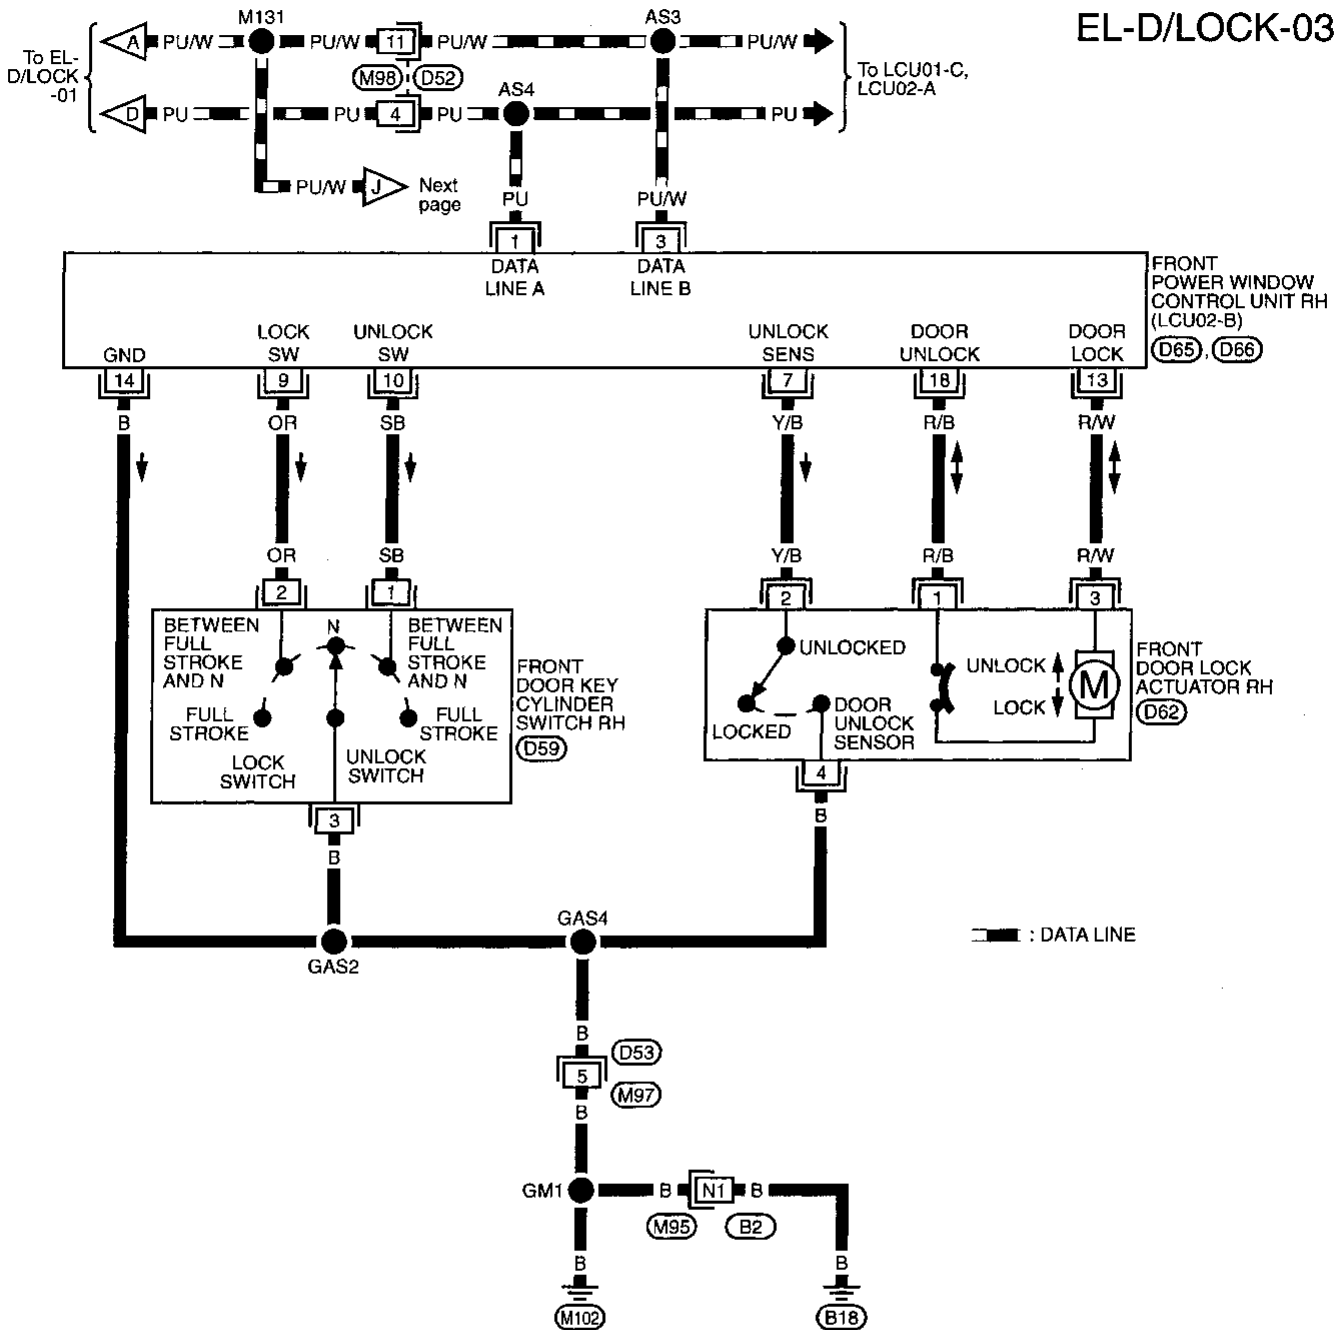 EL-D/LOCK-03
M131
AS3
To EL-
D/LOCK
-01
A
PU/W
PU/W
11
PU/W
PU/W
To LCU01-C,
LCU02-A
M98
D52
AS4
D
PU
PU
4
PU
PU
PU/W
J
Next
page
PU
PU/W
1
3
DATA
LINE A
DATA
LINE B
FRONT
POWER WINDOW
CONTROL UNIT RH
(LCU02-B)
D65, D66
GND
LOCK
SW
UNLOCK
SW
UNLOCK
SENS
DOOR
UNLOCK
DOOR
LOCK
14
9
10
7
18
13
B
OR
SB
Y/B
R/B
R/W
OR
SB
Y/B
R/B
R/W
2
1
2
1
3
BETWEEN
FULL
STROKE
AND N
N
BETWEEN
FULL
STROKE
AND N
FULL
STROKE
FULL
STROKE
LOCK
SWITCH
UNLOCK
SWITCH
FRONT
DOOR KEY
CYLINDER
SWITCH RH
D59
UNLOCKED
LOCKED
DOOR
UNLOCK
SENSOR
UNLOCK
LOCK
M
FRONT
DOOR LOCK
ACTUATOR RH
D62
3
4
B
B
GAS2
GAS4
: DATA LINE
B
D53
5
M97
B
GM1
B
N1
B
M95
B2
B
B
M102
B18